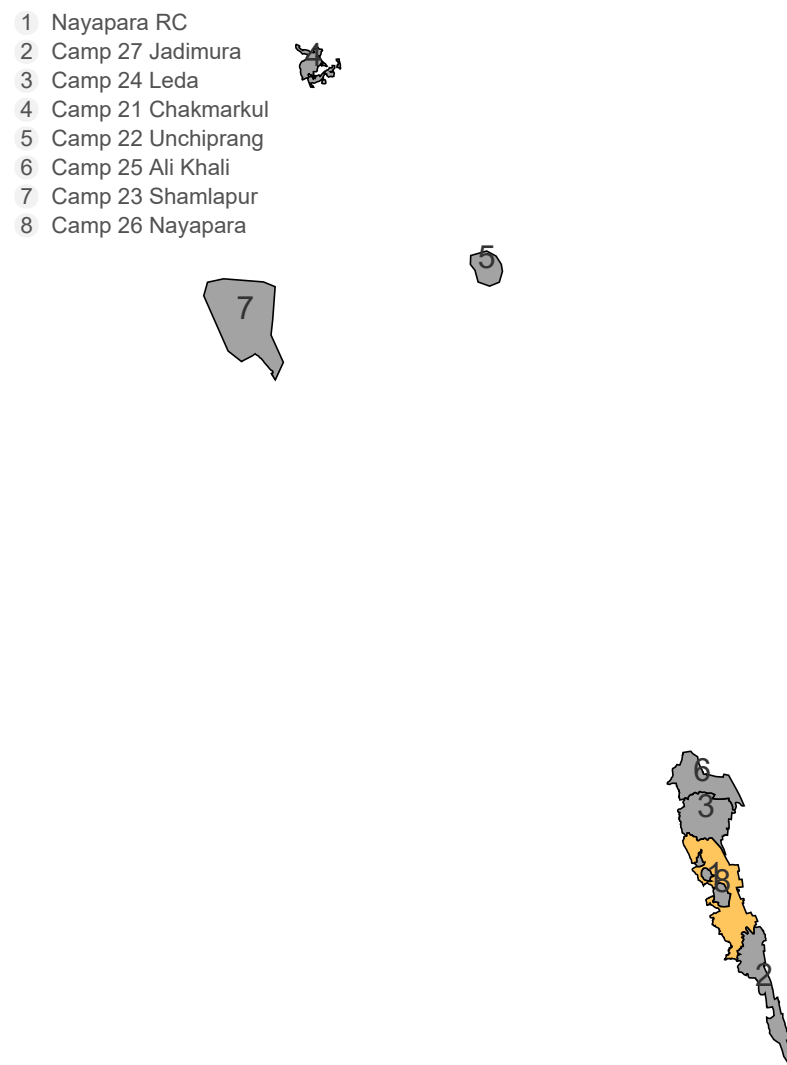 1 Nayapara RC
2 Camp 27 Jadimura
3 Camp 24 Leda
4 Camp 21 Chakmarkul
5 Camp 22 Unchiprang
6 Camp 25 Ali Khali
7 Camp 23 Shamlapur
8 Camp 26 Nayapara
4
5
7
6
3
1
8
2